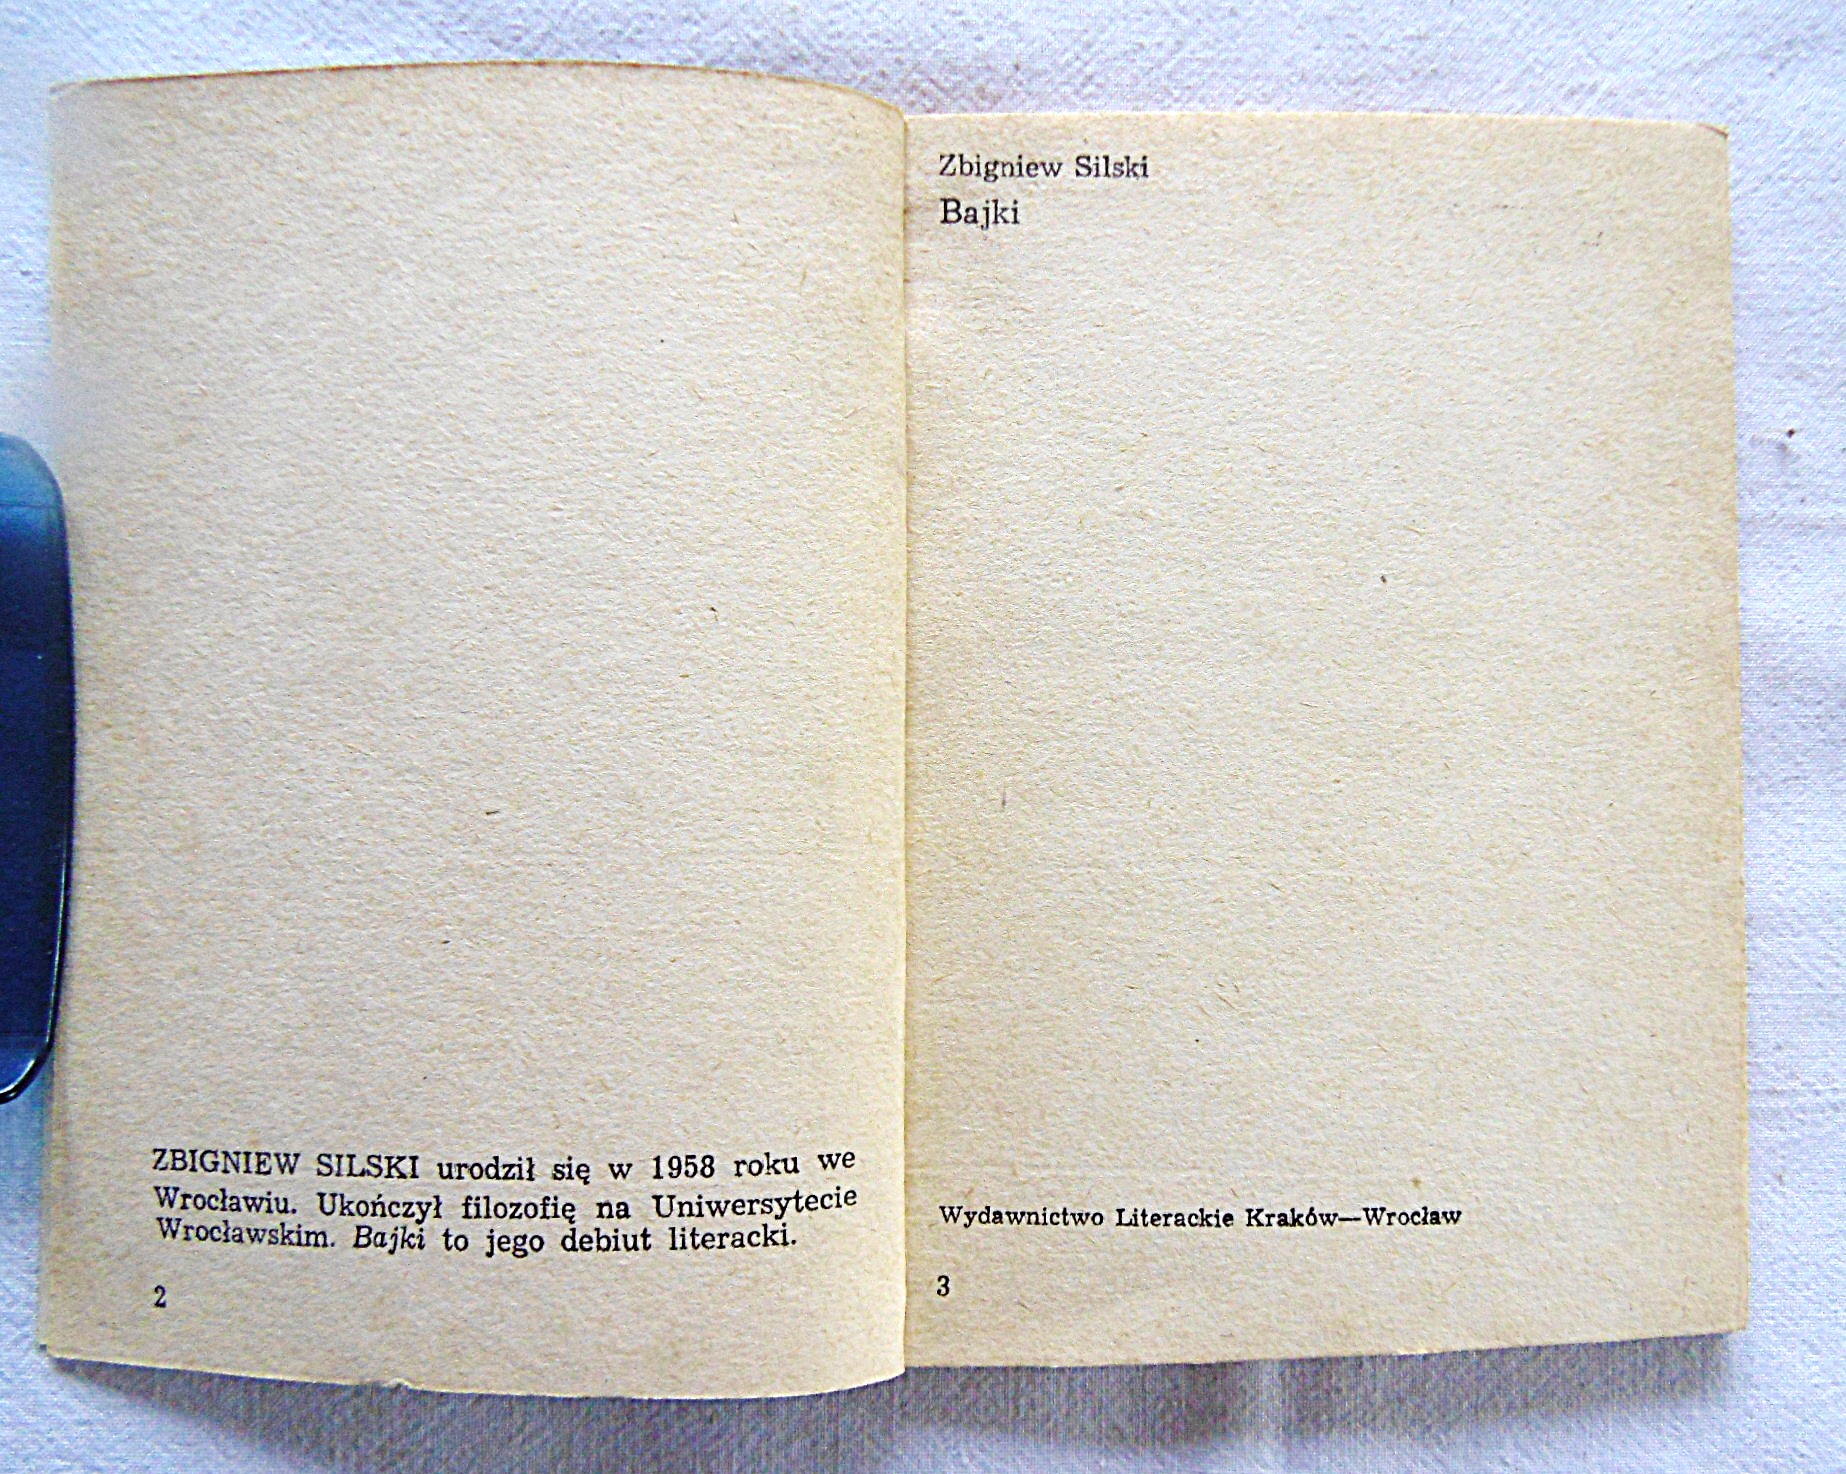 ZBIGNIEW SILSKI urodził się w 1958 roku we
Wrocławiu. Ukończył filozofię na Uniwersytecie
Wrocławskim. Bajki to jego debiut literacki.
2
Zbigniew Silski
Bajki
Wydawnictwo Literackie Kraków—Wrocław
3